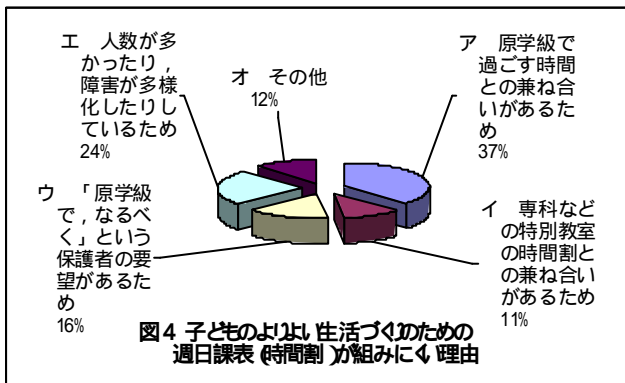 エ 人数が多
かったり，
障害が多様
化したりし
ているため
24%
オ その他
12%
ア 原学級で
過ごす時間
との兼ね合
いがあるた
め
37%
ウ 「原学級
で，なるべ
く」という
保護者の要
望があるた
め
16%
イ 専科など
の特別教室
の時間割と
の兼ね合い
があるため
11%
図4 子どものよりよい生活づくりのための
週日課表(時間割)が組みにくい理由